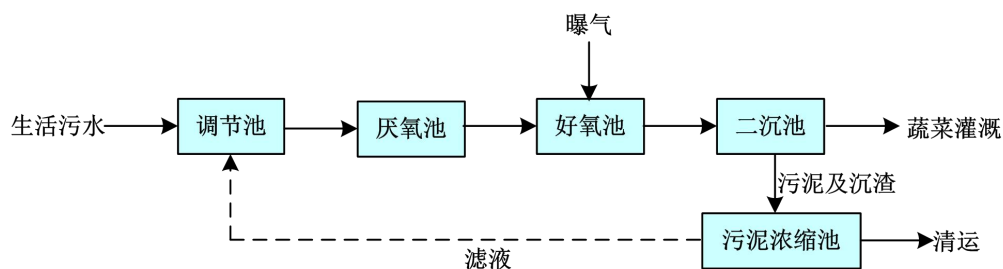 曝气
生活污水
调节池
厌氧池
好氧池
二沉池
蔬菜灌溉
污泥及沉渣
污泥浓缩池
清运
滤液